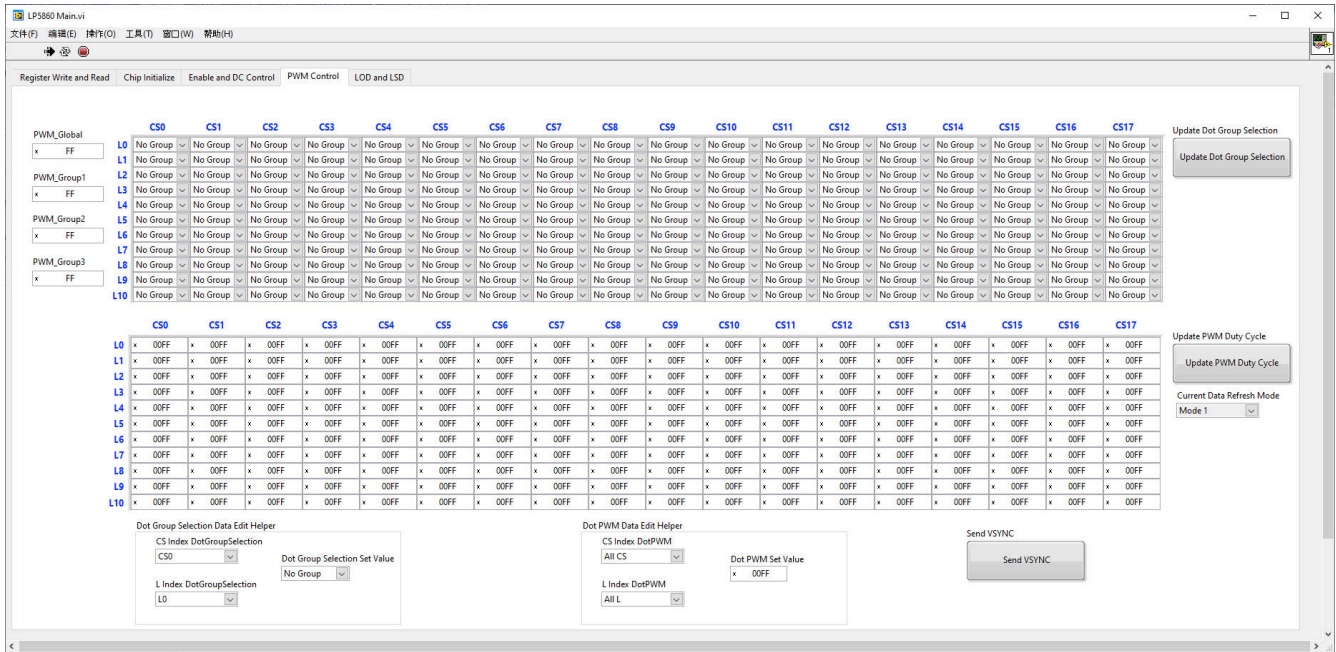 LP5860 Main.vi
文件(F) 编辑(E) 操作(O) 工具(T) 窗口(W) 帮助(H)
Register Write and Read Chip Initialize Enable and DC Control PWM Control LOD and LSD
CS0 CS1 CS2 CS3 CS4 CS5 CS6 CS7 CS8 CS9 CS10 CS11 CS12 CS13 CS14 CS15 CS16 CS17
PWM_Global
x FF
PWM_Group1
x FF
PWM_Group2
x FF
PWM_Group3
x FF
L0 No Group No Group No Group No Group No Group No Group No Group No Group No Group No Group No Group No Group No Group No Group No Group No Group No Group No Group
L1 No Group No Group No Group No Group No Group No Group No Group No Group No Group No Group No Group No Group No Group No Group No Group No Group No Group No Group
L2 No Group No Group No Group No Group No Group No Group No Group No Group No Group No Group No Group No Group No Group No Group No Group No Group No Group No Group
L3 No Group No Group No Group No Group No Group No Group No Group No Group No Group No Group No Group No Group No Group No Group No Group No Group No Group No Group
L4 No Group No Group No Group No Group No Group No Group No Group No Group No Group No Group No Group No Group No Group No Group No Group No Group No Group No Group
L5 No Group No Group No Group No Group No Group No Group No Group No Group No Group No Group No Group No Group No Group No Group No Group No Group No Group No Group
L6 No Group No Group No Group No Group No Group No Group No Group No Group No Group No Group No Group No Group No Group No Group No Group No Group No Group No Group
L7 No Group No Group No Group No Group No Group No Group No Group No Group No Group No Group No Group No Group No Group No Group No Group No Group No Group No Group
L8 No Group No Group No Group No Group No Group No Group No Group No Group No Group No Group No Group No Group No Group No Group No Group No Group No Group No Group
L9 No Group No Group No Group No Group No Group No Group No Group No Group No Group No Group No Group No Group No Group No Group No Group No Group No Group No Group
L10 No Group No Group No Group No Group No Group No Group No Group No Group No Group No Group No Group No Group No Group No Group No Group No Group No Group No Group
Update Dot Group Selection
Update Dot Group Selection
CS0 CS1 CS2 CS3 CS4 CS5 CS6 CS7 CS8 CS9 CS10 CS11 CS12 CS13 CS14 CS15 CS16 CS17
L0 x 00FF x 00FF x 00FF x 00FF x 00FF x 00FF x 00FF x 00FF x 00FF x 00FF x 00FF x 00FF x 00FF x 00FF x 00FF x 00FF x 00FF x 00FF
L1 x 00FF x 00FF x 00FF x 00FF x 00FF x 00FF x 00FF x 00FF x 00FF x 00FF x 00FF x 00FF x 00FF x 00FF x 00FF x 00FF x 00FF x 00FF
L2 x 00FF x 00FF x 00FF x 00FF x 00FF x 00FF x 00FF x 00FF x 00FF x 00FF x 00FF x 00FF x 00FF x 00FF x 00FF x 00FF x 00FF x 00FF
L3 x 00FF x 00FF x 00FF x 00FF x 00FF x 00FF x 00FF x 00FF x 00FF x 00FF x 00FF x 00FF x 00FF x 00FF x 00FF x 00FF x 00FF x 00FF
L4 x 00FF x 00FF x 00FF x 00FF x 00FF x 00FF x 00FF x 00FF x 00FF x 00FF x 00FF x 00FF x 00FF x 00FF x 00FF x 00FF x 00FF x 00FF
L5 x 00FF x 00FF x 00FF x 00FF x 00FF x 00FF x 00FF x 00FF x 00FF x 00FF x 00FF x 00FF x 00FF x 00FF x 00FF x 00FF x 00FF x 00FF
L6 x 00FF x 00FF x 00FF x 00FF x 00FF x 00FF x 00FF x 00FF x 00FF x 00FF x 00FF x 00FF x 00FF x 00FF x 00FF x 00FF x 00FF x 00FF
L7 x 00FF x 00FF x 00FF x 00FF x 00FF x 00FF x 00FF x 00FF x 00FF x 00FF x 00FF x 00FF x 00FF x 00FF x 00FF x 00FF x 00FF x 00FF
L8 x 00FF x 00FF x 00FF x 00FF x 00FF x 00FF x 00FF x 00FF x 00FF x 00FF x 00FF x 00FF x 00FF x 00FF x 00FF x 00FF x 00FF x 00FF
L9 x 00FF x 00FF x 00FF x 00FF x 00FF x 00FF x 00FF x 00FF x 00FF x 00FF x 00FF x 00FF x 00FF x 00FF x 00FF x 00FF x 00FF x 00FF
L10 x 00FF x 00FF x 00FF x 00FF x 00FF x 00FF x 00FF x 00FF x 00FF x 00FF x 00FF x 00FF x 00FF x 00FF x 00FF x 00FF x 00FF x 00FF
Update PWM Duty Cycle
Update PWM Duty Cycle
Current Data Refresh Mode
Mode 1
Dot Group Selection Data Edit Helper
CS Index DotGroupSelection
CS0
Dot Group Selection Set Value
No Group
L Index DotGroupSelection
L0
Dot PWM Data Edit Helper
CS Index DotPWM
All CS
Dot PWM Set Value
x 00FF
L Index DotPWM
All L
Send VSYNC
Send VSYNC